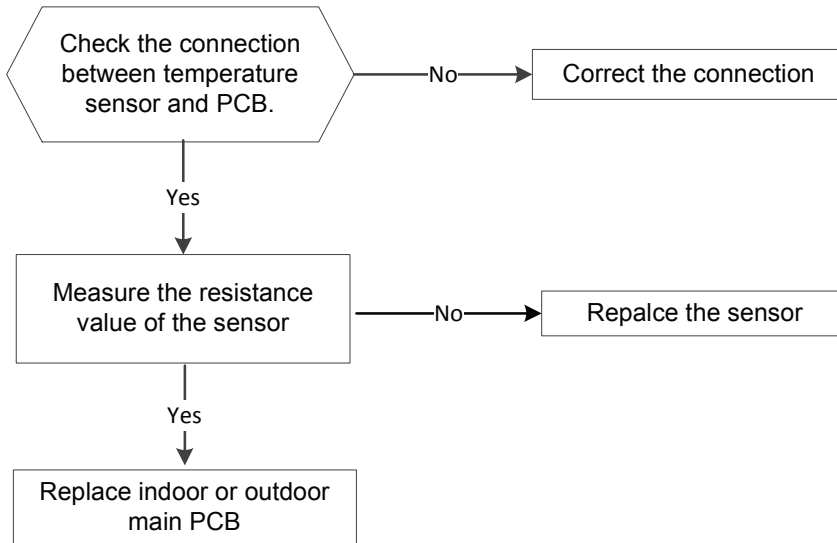 Check the connection
between temperature
sensor and PCB.
No
Correct the connection
Yes
Measure the resistance
value of the sensor
No
Repalce the sensor
Yes
Replace indoor or outdoor
main PCB